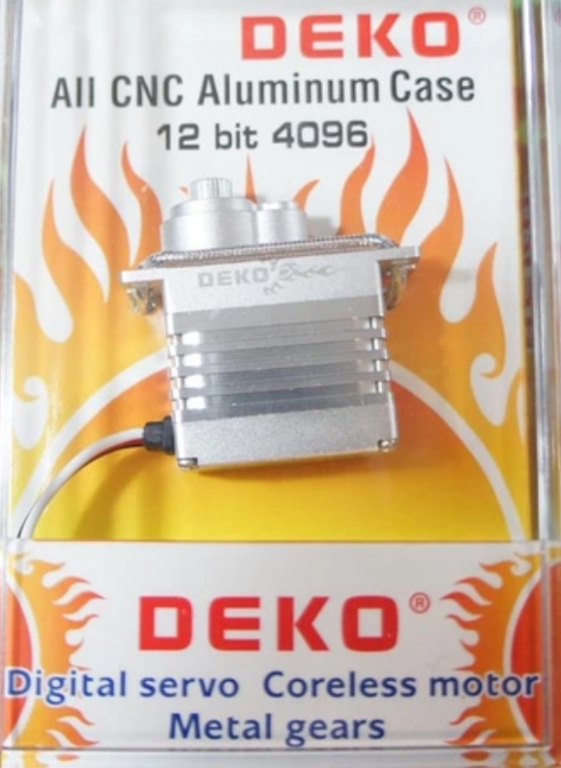 DEKO®
All CNC Aluminum Case
12 bit 4096
DEKO
DEKO®
Digital servo Coreless motor
Metal gears